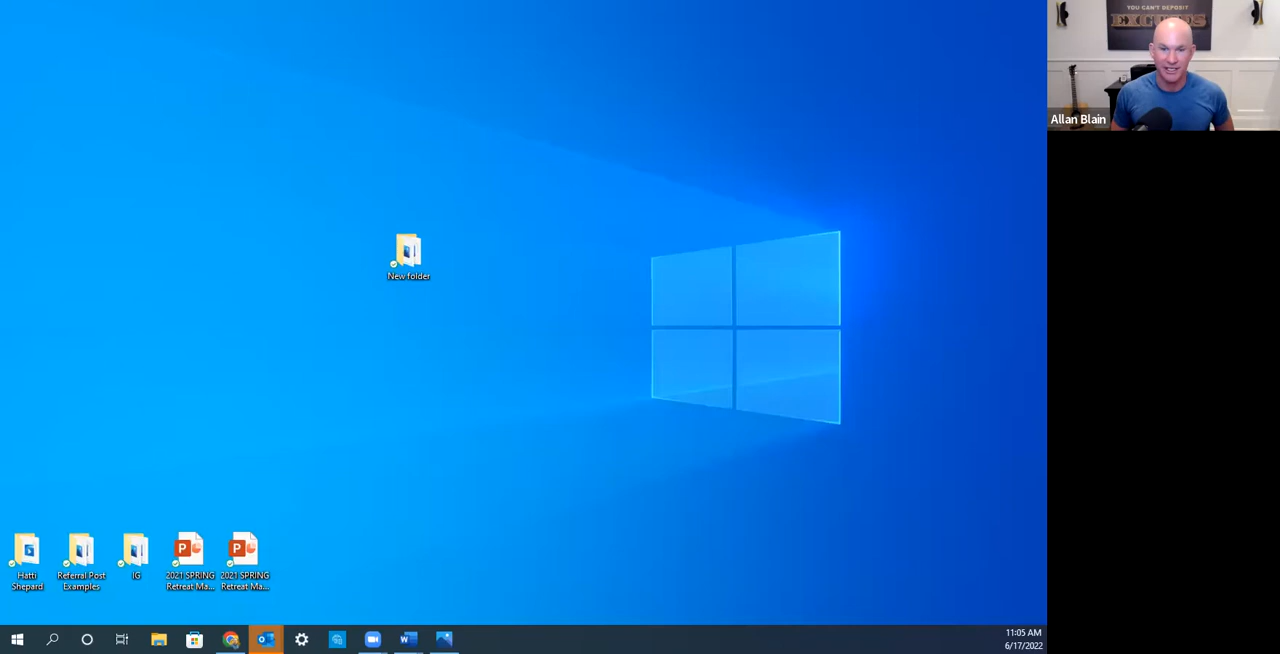 YOU CAN'T DEPOSIT
EXCUSES
Allan Blain
New folder
Hatti
Shepard
Referral Post
Examples
IG
2021 SPRING
Retreat Ma...
2021 SPRING
Retreat Ma...
11:05 AM
6/17/2022